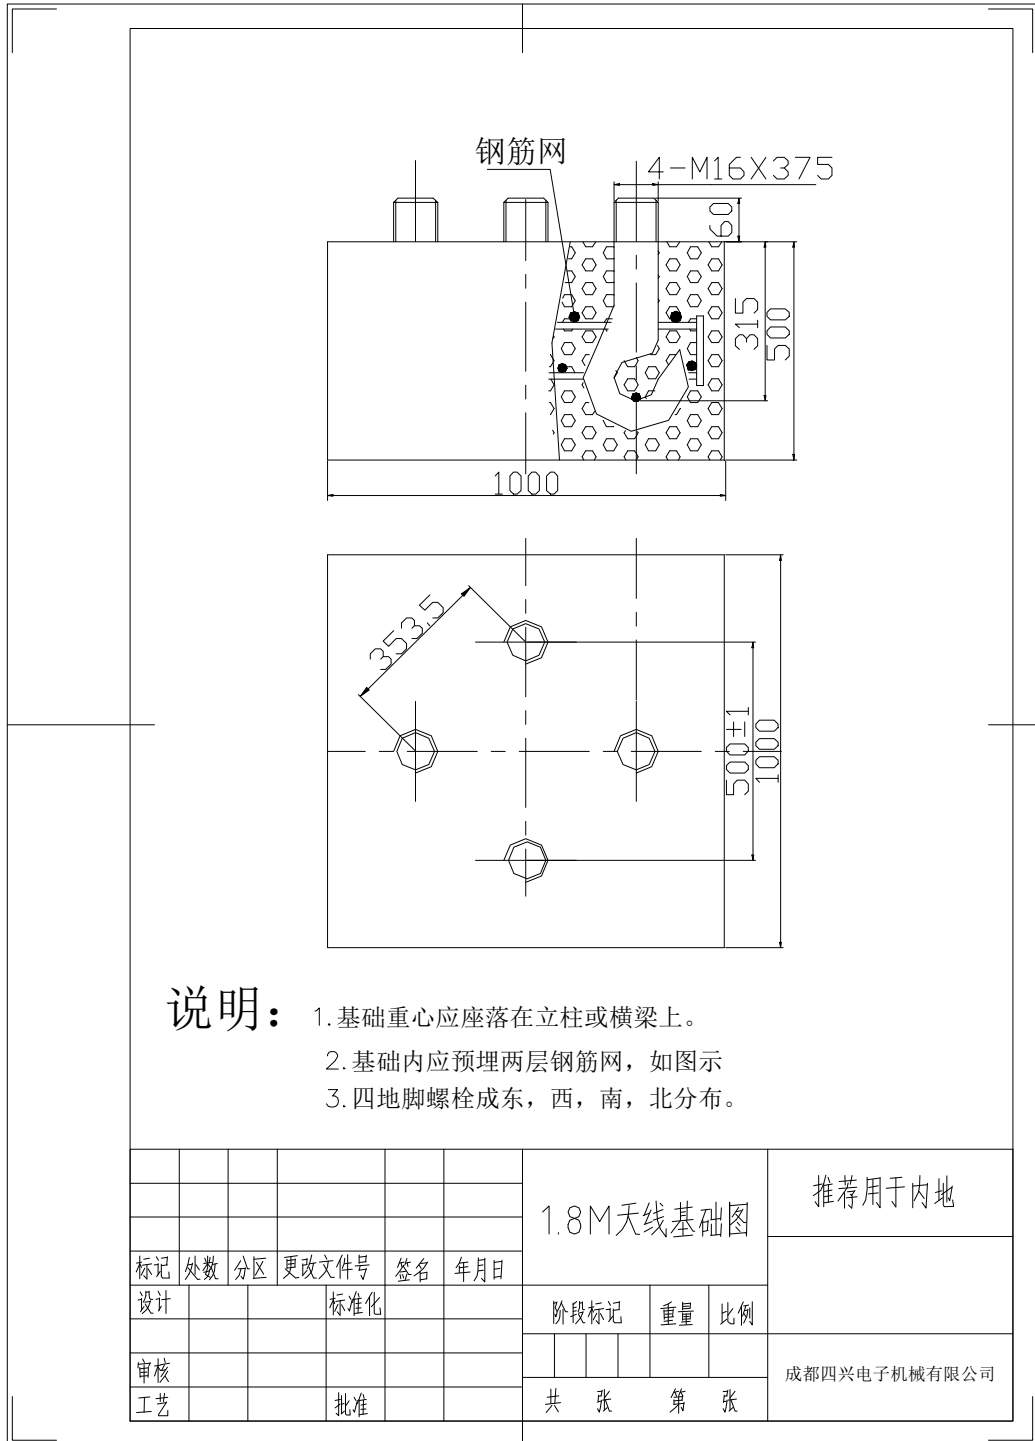 钢筋网
4-M16X375
60
315
500
1000
353.5
500±1
1000
说明：
1.基础重心应座落在立柱或横梁上。
2.基础内应预埋两层钢筋网，如图示
3.四地脚螺栓成东，西，南，北分布。
1.8M天线基础图
推荐用于内地
标记 处数 分区 更改文件号 签名 年月日
设计 标准化
阶段标记 重量 比例
审核
成都四兴电子机械有限公司
工艺 批准
共 张 第 张